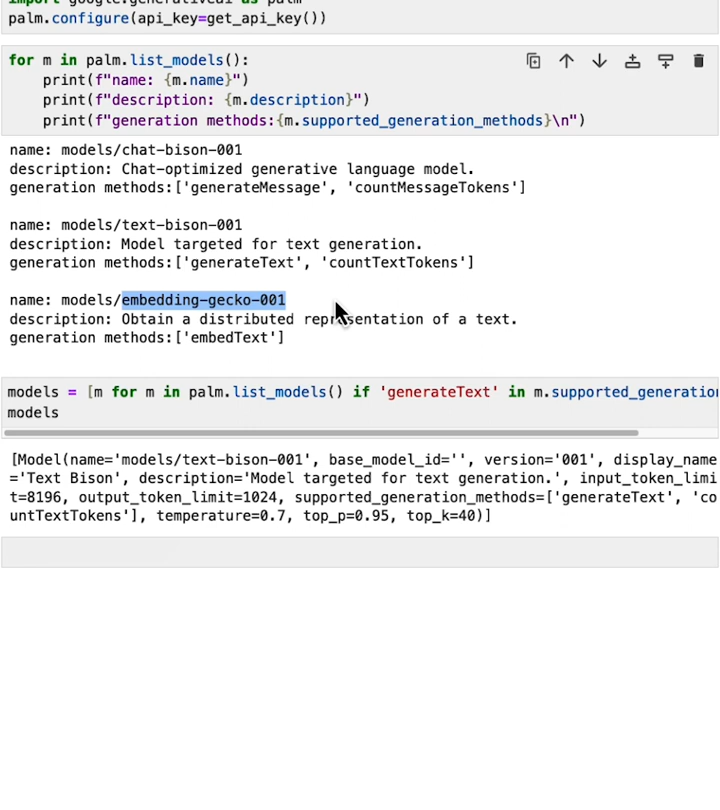 import google.generativeai as palm
palm.configure(api_key=get_api_key())
for m in palm.list_models():
    print(f"name: {m.name}")
    print(f"description: {m.description}")
    print(f"generation methods:{m.supported_generation_methods}\n")
name: models/chat-bison-001
description: Chat-optimized generative language model.
generation methods:['generateMessage', 'countMessageTokens']
name: models/text-bison-001
description: Model targeted for text generation.
generation methods:['generateText', 'countTextTokens']
name: models/embedding-gecko-001
description: Obtain a distributed representation of a text.
generation methods:['embedText']
models = [m for m in palm.list_models() if 'generateText' in m.supported_generation
models
[Model(name='models/text-bison-001', base_model_id='', version='001', display_name
='Text Bison', description='Model targeted for text generation.', input_token_limi
t=8196, output_token_limit=1024, supported_generation_methods=['generateText', 'co
untTextTokens'], temperature=0.7, top_p=0.95, top_k=40)]